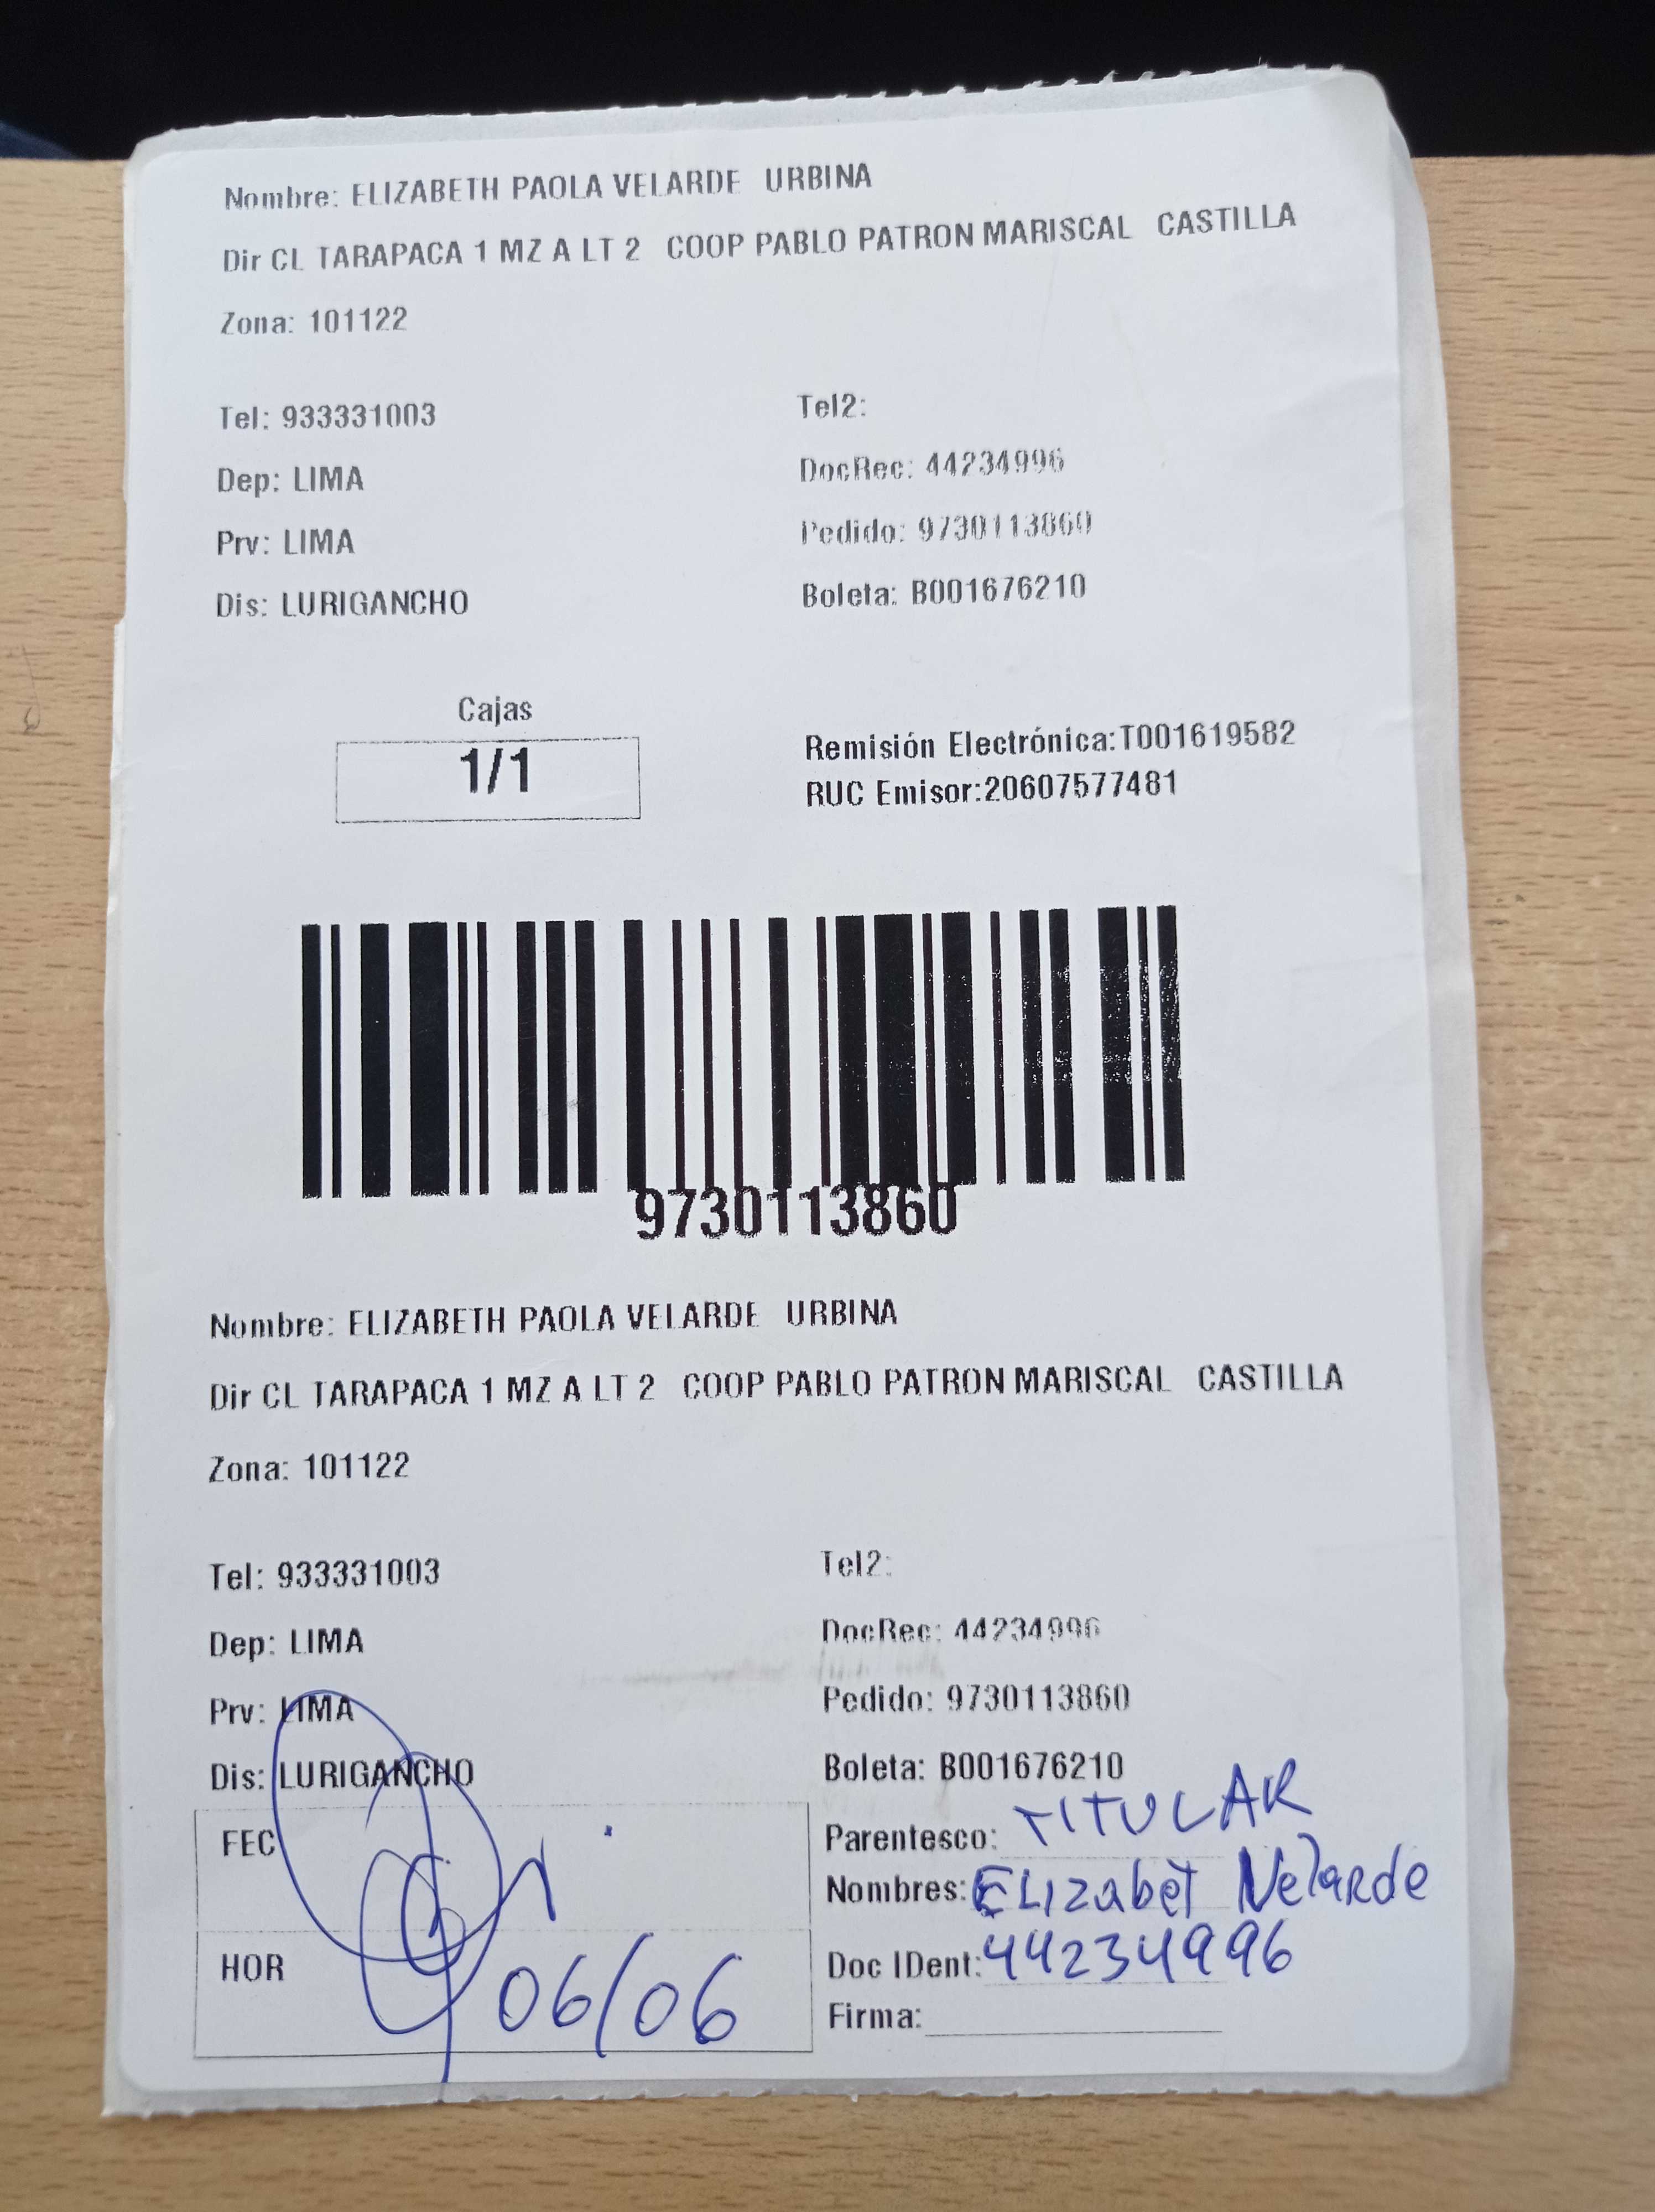 Nombre: ELIZABETH PAOLA VELARDE URBINA
Dir CL TARAPACA 1 MZ A LT 2 COOP PABLO PATRON MARISCAL CASTILLA
Zona: 101122
Tel: 933331003 Tel2:
Dep: LIMA DocRec: 44234996
Prv: LIMA Pedido: 9730113860
Dis: LURIGANCHO Boleta: B001676210
Cajas
1/1
Remisión Electrónica:T001619582
RUC Emisor:20607577481
9730113860
Nombre: ELIZABETH PAOLA VELARDE URBINA
Dir CL TARAPACA 1 MZ A LT 2 COOP PABLO PATRON MARISCAL CASTILLA
Zona: 101122
Tel: 933331003 Tel2:
Dep: LIMA DocRec: 44234996
Prv: LIMA Pedido: 9730113860
Dis: LURIGANCHO Boleta: B001676210
FEC Parentesco: TITULAR
Nombres: ELizabet Velarde
HOR 06/06 Doc IDent: 44234996
Firma: